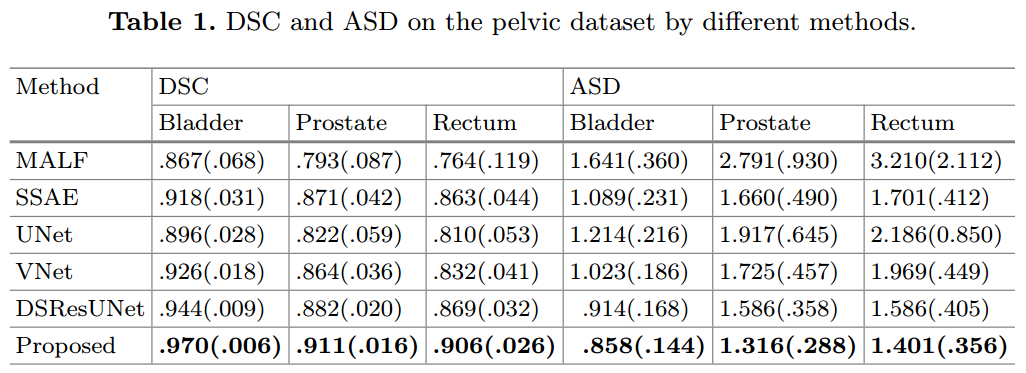 Table 1. DSC and ASD on the pelvic dataset by different methods.
Method DSC ASD
Bladder Prostate Rectum Bladder Prostate Rectum
MALF .867(.068) .793(.087) .764(.119) 1.641(.360) 2.791(.930) 3.210(2.112)
SSAE .918(.031) .871(.042) .863(.044) 1.089(.231) 1.660(.490) 1.701(.412)
UNet .896(.028) .822(.059) .810(.053) 1.214(.216) 1.917(.645) 2.186(0.850)
VNet .926(.018) .864(.036) .832(.041) 1.023(.186) 1.725(.457) 1.969(.449)
DSResUNet .944(.009) .882(.020) .869(.032) .914(.168) 1.586(.358) 1.586(.405)
Proposed .970(.006) .911(.016) .906(.026) .858(.144) 1.316(.288) 1.401(.356)